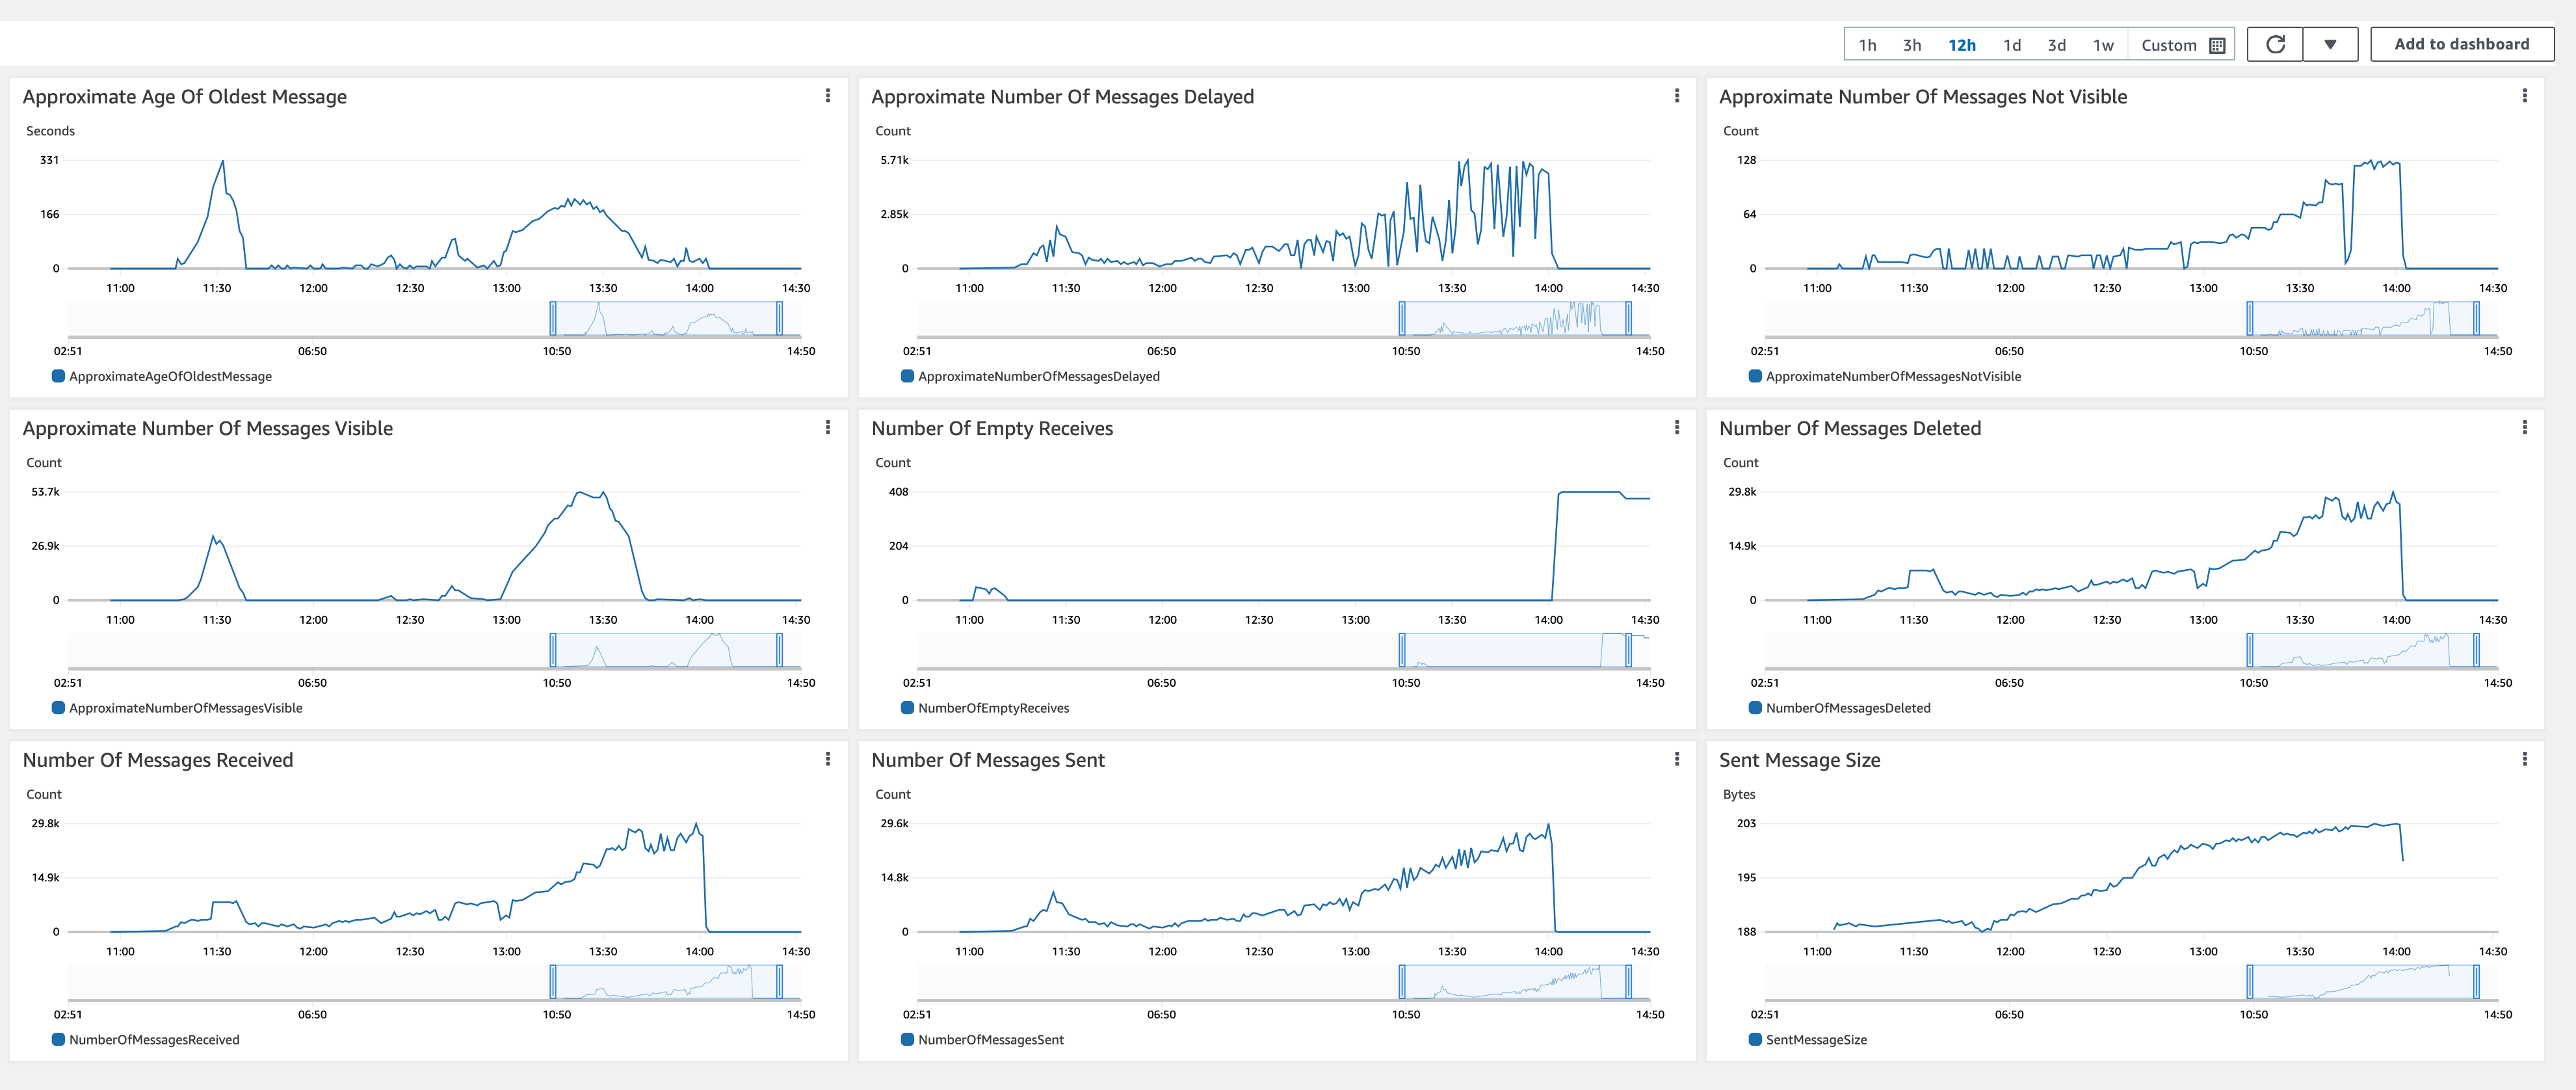 1h 3h 12h 1d 3d 1w Custom Add to dashboard
Approximate Age Of Oldest Message
Seconds
331
166
0
11:00 11:30 12:00 12:30 13:00 13:30 14:00 14:30
02:51 06:50 10:50 14:50
ApproximateAgeOfOldestMessage
Approximate Number Of Messages Delayed
Count
5.71k
2.85k
0
11:00 11:30 12:00 12:30 13:00 13:30 14:00 14:30
02:51 06:50 10:50 14:50
ApproximateNumberOfMessagesDelayed
Approximate Number Of Messages Not Visible
Count
128
64
0
11:00 11:30 12:00 12:30 13:00 13:30 14:00 14:30
02:51 06:50 10:50 14:50
ApproximateNumberOfMessagesNotVisible
Approximate Number Of Messages Visible
Count
53.7k
26.9k
0
11:00 11:30 12:00 12:30 13:00 13:30 14:00 14:30
02:51 06:50 10:50 14:50
ApproximateNumberOfMessagesVisible
Number Of Empty Receives
Count
408
204
0
11:00 11:30 12:00 12:30 13:00 13:30 14:00 14:30
02:51 06:50 10:50 14:50
NumberOfEmptyReceives
Number Of Messages Deleted
Count
29.8k
14.9k
0
11:00 11:30 12:00 12:30 13:00 13:30 14:00 14:30
02:51 06:50 10:50 14:50
NumberOfMessagesDeleted
Number Of Messages Received
Count
29.8k
14.9k
0
11:00 11:30 12:00 12:30 13:00 13:30 14:00 14:30
02:51 06:50 10:50 14:50
NumberOfMessagesReceived
Number Of Messages Sent
Count
29.6k
14.8k
0
11:00 11:30 12:00 12:30 13:00 13:30 14:00 14:30
02:51 06:50 10:50 14:50
NumberOfMessagesSent
Sent Message Size
Bytes
203
195
188
11:00 11:30 12:00 12:30 13:00 13:30 14:00 14:30
02:51 06:50 10:50 14:50
SentMessageSize